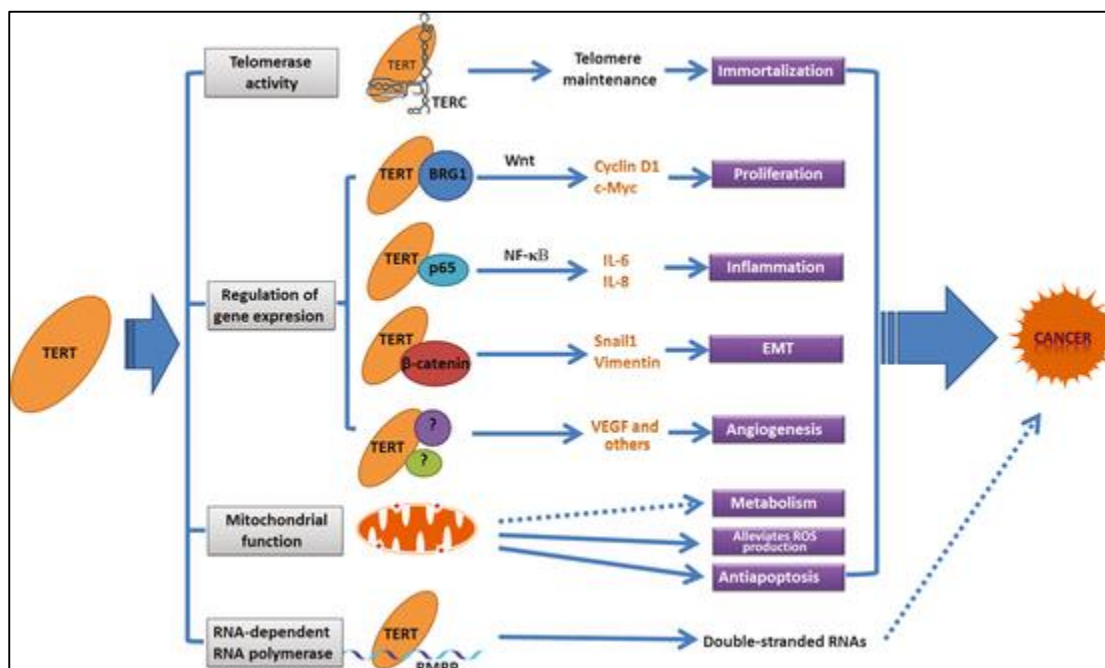 Telomerase
activity
TERT
TERC
Telomere
maintenance
Immortalization
TERT
BRG1
Wnt
Cyclin D1
c-Myc
Proliferation
TERT
p65
NF-κB
IL-6
IL-8
Inflammation
Regulation of
gene expresion
TERT
TERT
β-catenin
Snail1
Vimentin
EMT
CANCER
TERT
?
?
VEGF and
others
Angiogenesis
Mitochondrial
function
Metabolism
Alleviates ROS
production
Antiapoptosis
RNA-dependent
RNA polymerase
TERT
RMRP
Double-stranded RNAs